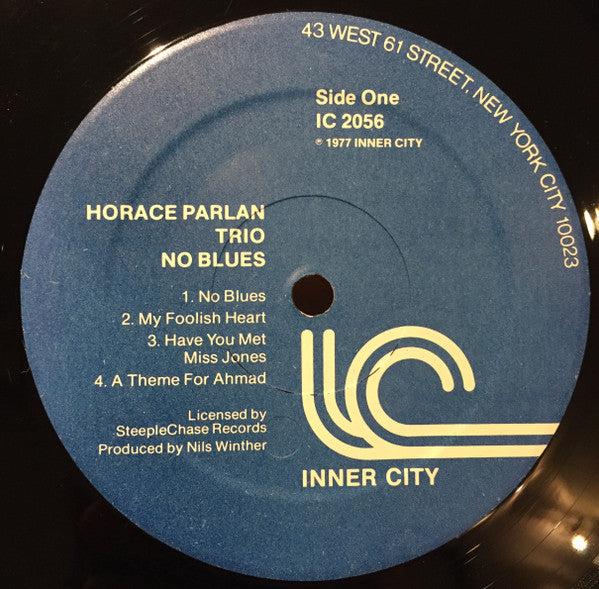 43 WEST 61 STREET, NEW YORK CITY 10023
Side One
IC 2056
℗ 1977 INNER CITY
HORACE PARLAN
TRIO
NO BLUES
1. No Blues
2. My Foolish Heart
3. Have You Met
Miss Jones
4. A Theme For Ahmad
Licensed by
SteepleChase Records
Produced by Nils Winther
IC
INNER CITY